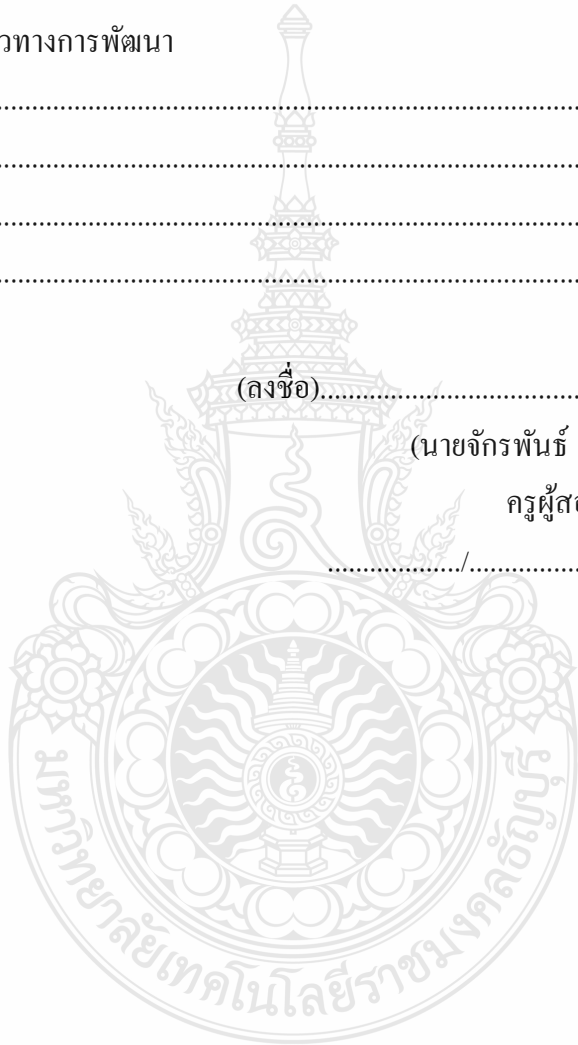 วทางการพัฒนา
................................................................................
................................................................................
................................................................................
................................................................................
(ลงชื่อ)....................................
(นายจักรพันธ์
ครูผู้ส
.................../................
มหาวิทยาลัยเทคโนโลยีราชมงคลธัญบุรี